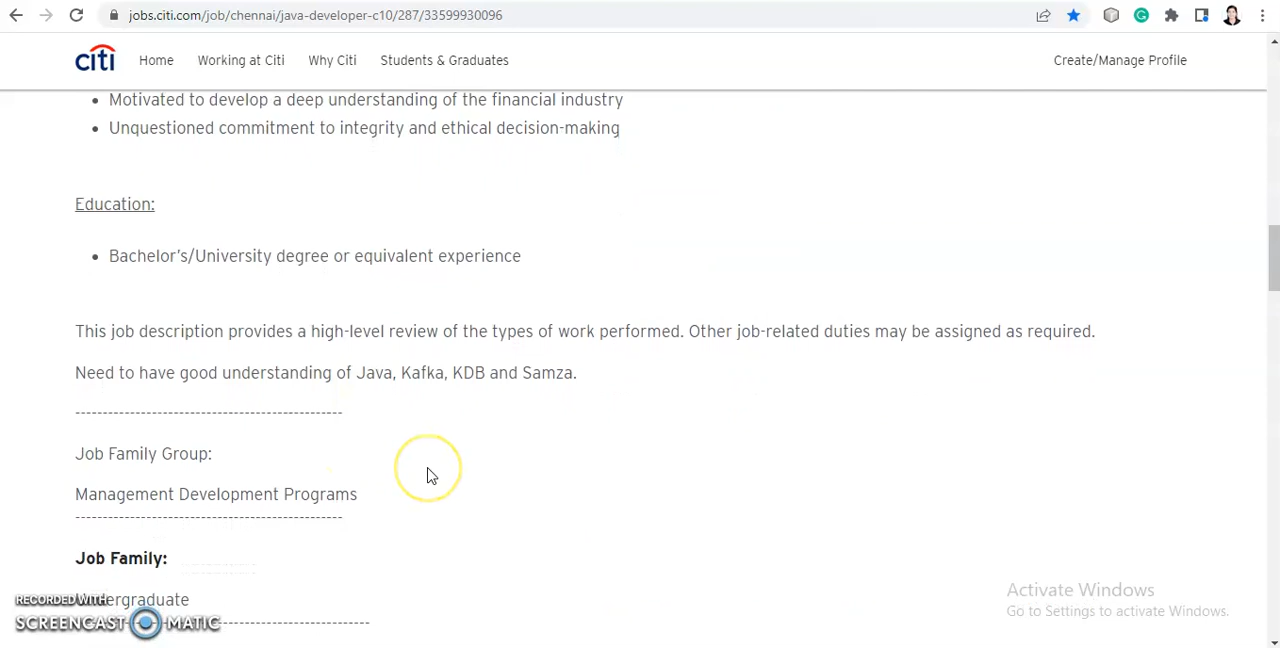 jobs.citi.com/job/chennai/java-developer-c10/287/33599930096
citi Home Working at Citi Why Citi Students & Graduates Create/Manage Profile
• Motivated to develop a deep understanding of the financial industry
• Unquestioned commitment to integrity and ethical decision-making
Education:
• Bachelor's/University degree or equivalent experience
This job description provides a high-level review of the types of work performed. Other job-related duties may be assigned as required.
Need to have good understanding of Java, Kafka, KDB and Samza.
------------------------------------------------
Job Family Group:
Management Development Programs
------------------------------------------------
Job Family:
Activate Windows
RECORDED WITH
Go to Settings to activate Windows.
SCREENCAST MATIC